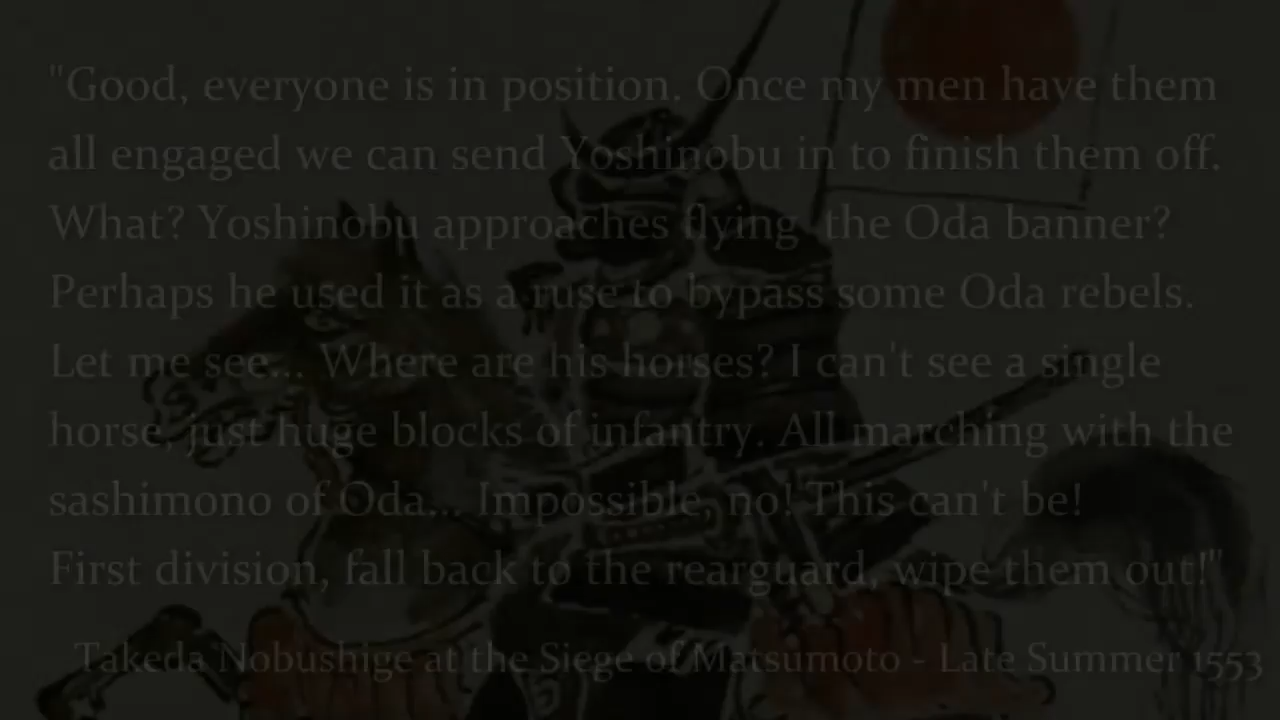 "Good, everyone is in position. Once my men have them
all engaged we can send Yoshinobu in to finish them off.
What? Yoshinobu approaches flying  the Oda banner?
Perhaps he used it as a ruse to bypass some Oda rebels.
Let me see... Where are his horses? I can't see a single
horse, just huge blocks of infantry. All marching with the
sashimono of Oda... Impossible, no! This can't be!
First division, fall back to the rearguard, wipe them out!"
Takeda Nobushige at the Siege of Matsumoto - Late Summer 1553